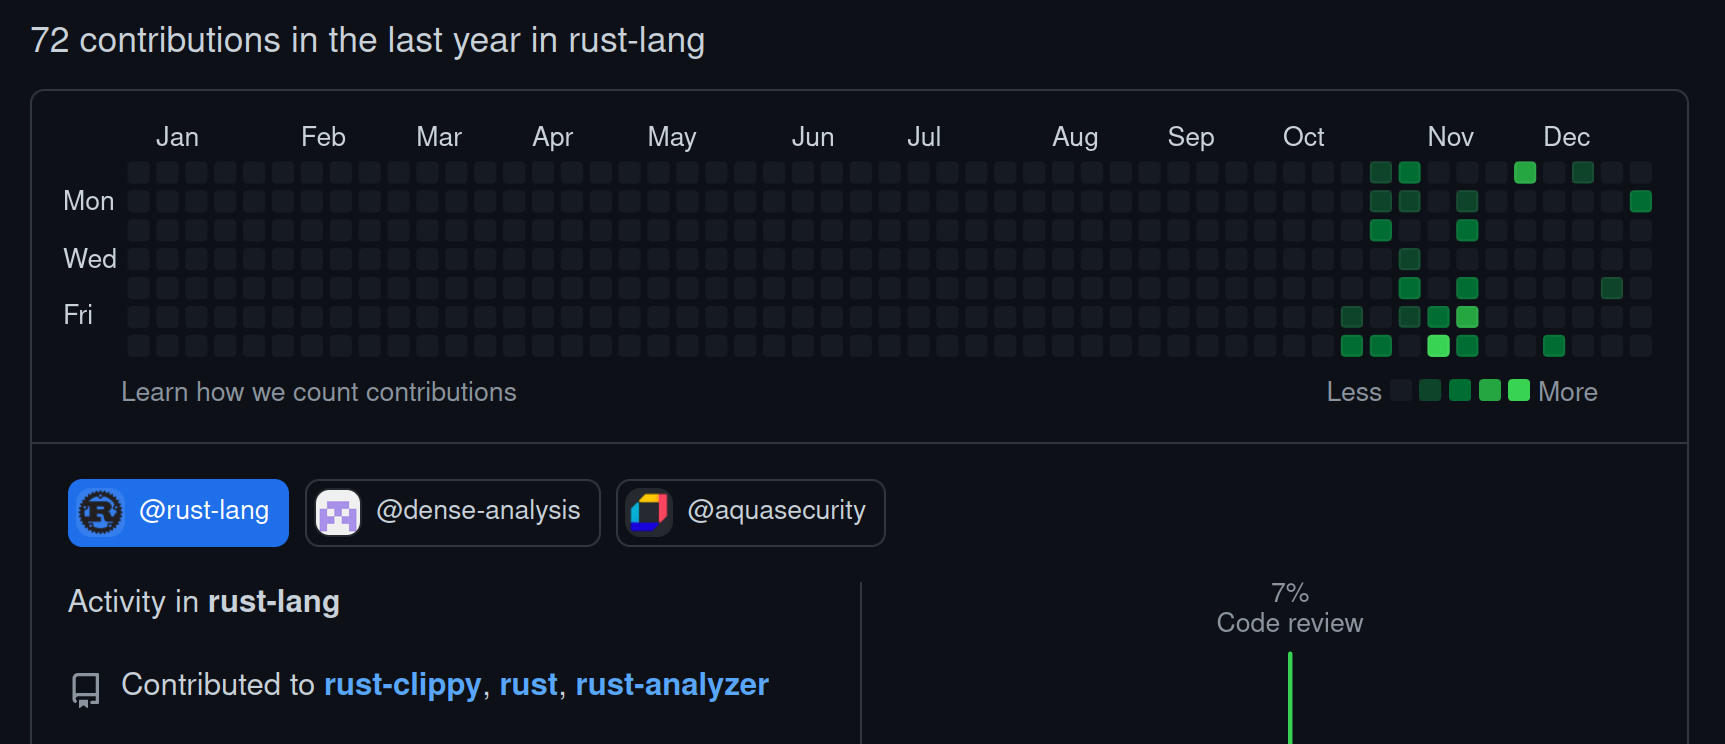 72 contributions in the last year in rust-lang
Jan Feb Mar Apr May Jun Jul Aug Sep Oct Nov Dec
Mon
Wed
Fri
Learn how we count contributions
Less More
@rust-lang @dense-analysis @aquasecurity
Activity in rust-lang
Contributed to rust-clippy, rust, rust-analyzer
7%
Code review